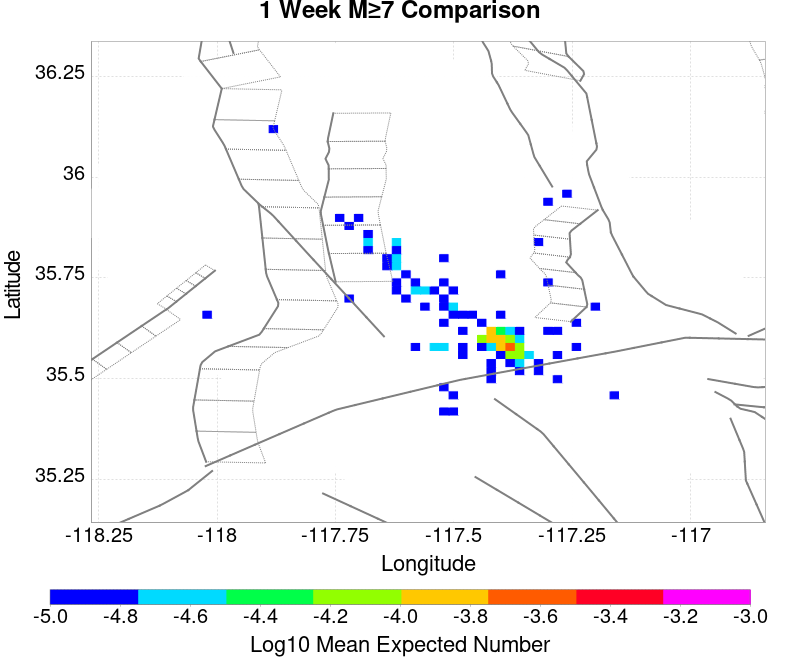 1 Week M≥7 Comparison
36.25
36
35.75
35.5
35.25
Latitude
-118.25 -118 -117.75 -117.5 -117.25 -117
Longitude
-5.0 -4.8 -4.6 -4.4 -4.2 -4.0 -3.8 -3.6 -3.4 -3.2 -3.0
Log10 Mean Expected Number